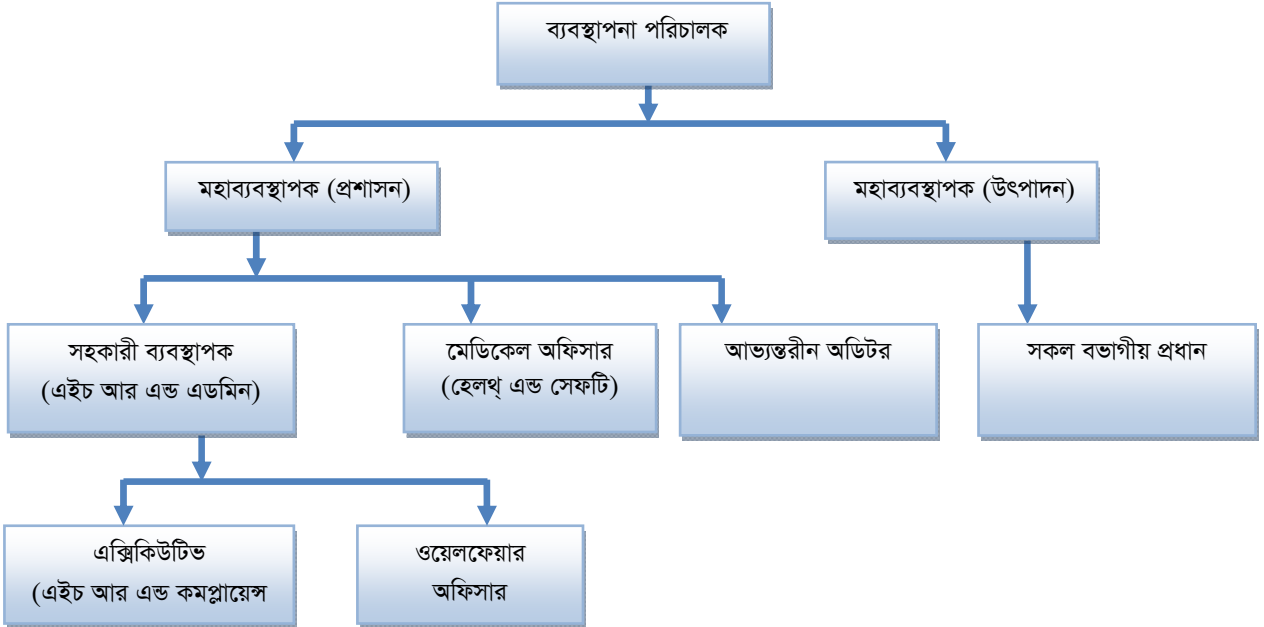 ব্যবস্থাপনা পরিচালক
মহাব্যবস্থাপক (প্রশাসন)
মহাব্যবস্থাপক (উৎপাদন)
সহকারী ব্যবস্থাপক
(এইচ আর এন্ড এডমিন)
মেডিকেল অফিসার
(হেলথ্ এন্ড সেফটি)
আভ্যন্তরীন অডিটর
সকল বভাগীয় প্রধান
এক্সিকিউটিভ
(এইচ আর এন্ড কমপ্লায়েন্স
ওয়েলফেয়ার
অফিসার